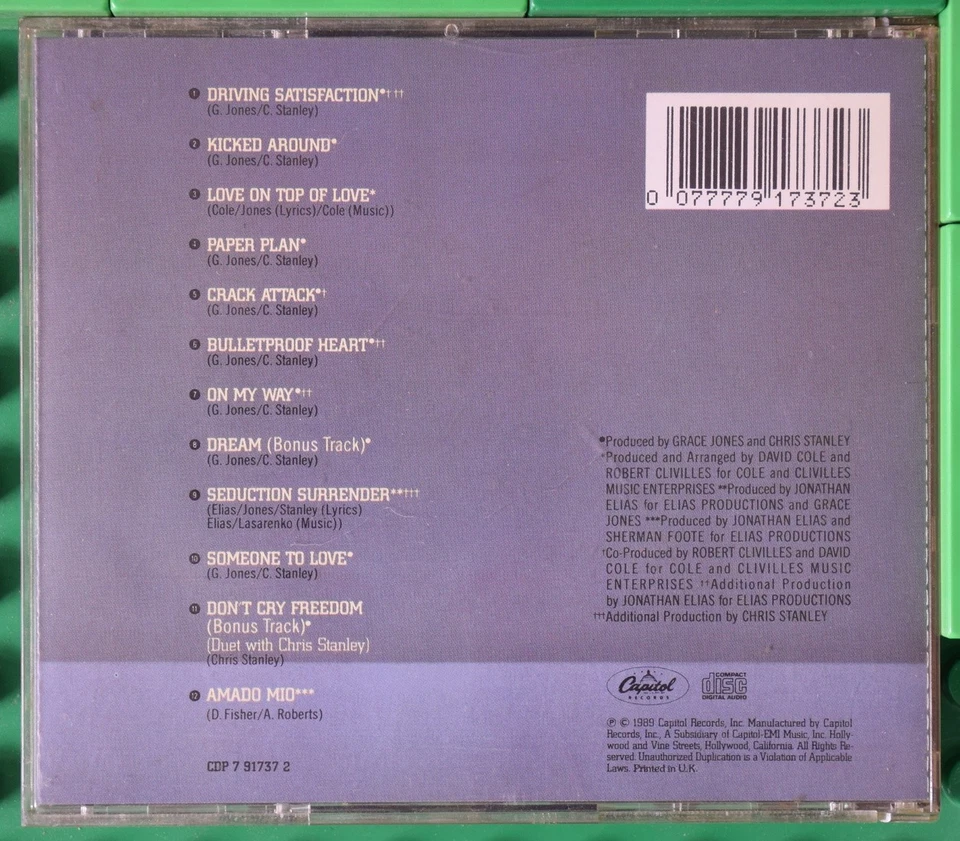 1 DRIVING SATISFACTION•†††
(G. Jones/C. Stanley)
2 KICKED AROUND•
(G. Jones/C. Stanley)
3 LOVE ON TOP OF LOVE*
(Cole/Jones (Lyrics)/Cole (Music))
4 PAPER PLAN•
(G. Jones/C. Stanley)
5 CRACK ATTACK•†
(G. Jones/C. Stanley)
6 BULLETPROOF HEART•††
(G. Jones/C. Stanley)
7 ON MY WAY•††
(G. Jones/C. Stanley)
8 DREAM (Bonus Track)•
(G. Jones/C. Stanley)
9 SEDUCTION SURRENDER**†††
(Elias/Jones/Stanley (Lyrics)
Elias/Lasarenko (Music))
10 SOMEONE TO LOVE•
(G. Jones/C. Stanley)
11 DON'T CRY FREEDOM
(Bonus Track)•
(Duet with Chris Stanley)
(Chris Stanley)
12 AMADO MIO***
(D. Fisher/A. Roberts)
CDP 7 91737 2
0 077779 173723
•Produced by GRACE JONES and CHRIS STANLEY
*Produced and Arranged by DAVID COLE and
ROBERT CLIVILLES for COLE and CLIVILLES
MUSIC ENTERPRISES **Produced by JONATHAN
ELIAS for ELIAS PRODUCTIONS and GRACE
JONES ***Produced by JONATHAN ELIAS and
SHERMAN FOOTE for ELIAS PRODUCTIONS
†Co-Produced by ROBERT CLIVILLES and DAVID
COLE for COLE and CLIVILLES MUSIC
ENTERPRISES ††Additional Production
by JONATHAN ELIAS for ELIAS PRODUCTIONS
†††Additional Production by CHRIS STANLEY
Capitol
RECORDS
COMPACT
disc
DIGITAL AUDIO
℗ © 1989 Capitol Records, Inc. Manufactured by Capitol
Records, Inc., A Subsidiary of Capitol-EMI Music, Inc. Holly-
wood and Vine Streets, Hollywood, California. All Rights Re-
served. Unauthorized Duplication is a Violation of Applicable
Laws. Printed in U.K.